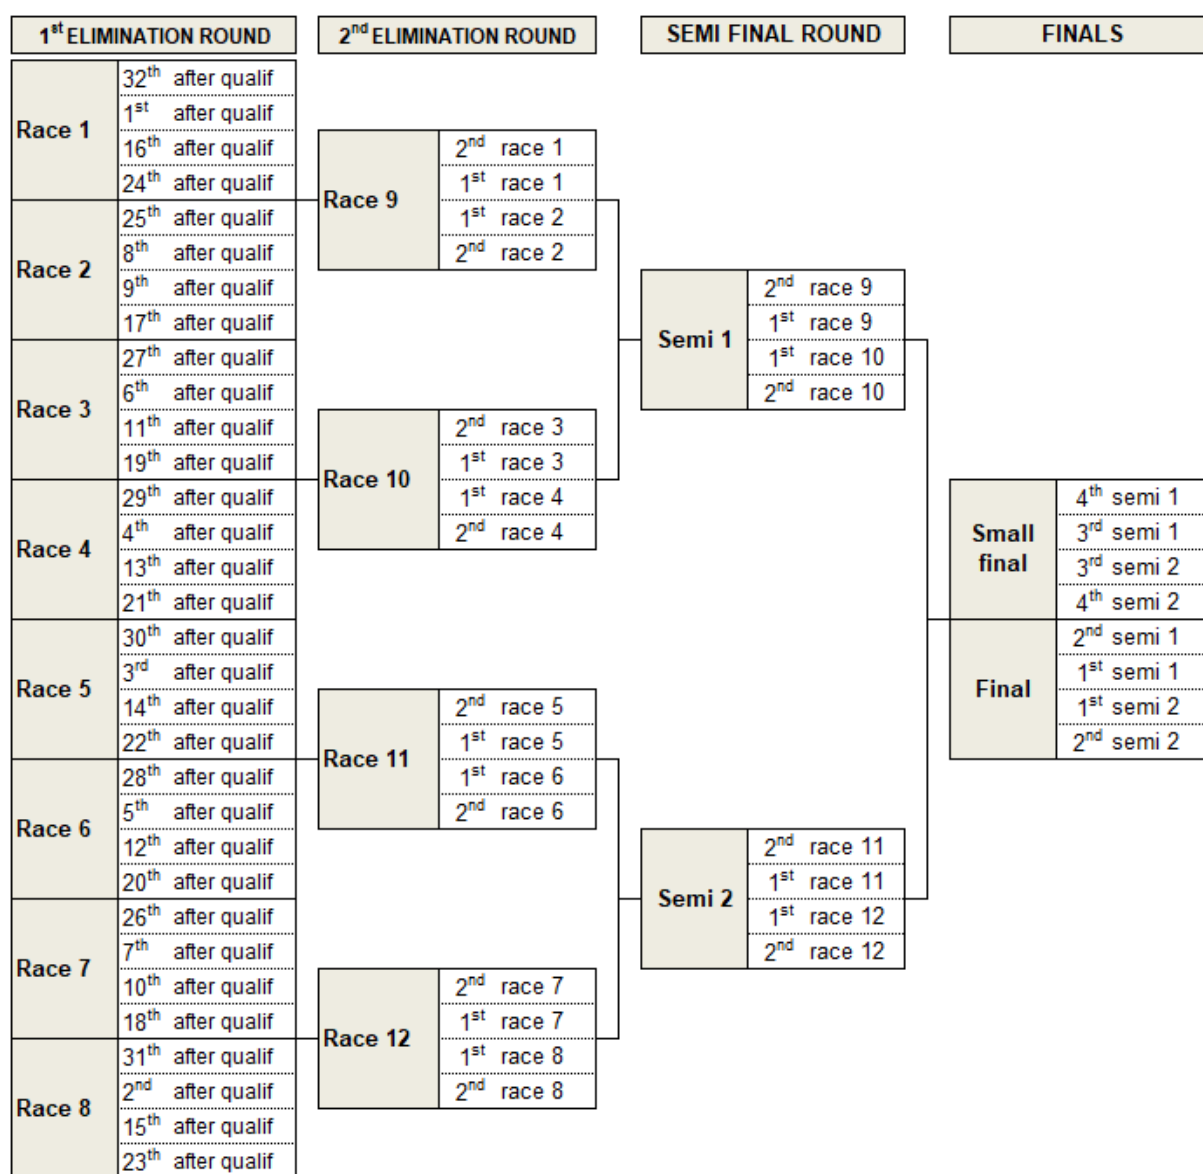 1st ELIMINATION ROUND
2nd ELIMINATION ROUND
SEMI FINAL ROUND
FINALS
Race 1
32th after qualif
1st after qualif
16th after qualif
24th after qualif
Race 2
25th after qualif
8th after qualif
9th after qualif
17th after qualif
Race 3
27th after qualif
6th after qualif
11th after qualif
19th after qualif
Race 4
29th after qualif
4th after qualif
13th after qualif
21th after qualif
Race 5
30th after qualif
3rd after qualif
14th after qualif
22th after qualif
Race 6
28th after qualif
5th after qualif
12th after qualif
20th after qualif
Race 7
26th after qualif
7th after qualif
10th after qualif
18th after qualif
Race 8
31th after qualif
2nd after qualif
15th after qualif
23th after qualif
Race 9
2nd race 1
1st race 1
1st race 2
2nd race 2
Race 10
2nd race 3
1st race 3
1st race 4
2nd race 4
Race 11
2nd race 5
1st race 5
1st race 6
2nd race 6
Race 12
2nd race 7
1st race 7
1st race 8
2nd race 8
Semi 1
2nd race 9
1st race 9
1st race 10
2nd race 10
Semi 2
2nd race 11
1st race 11
1st race 12
2nd race 12
Small
final
4th semi 1
3rd semi 1
3rd semi 2
4th semi 2
Final
2nd semi 1
1st semi 1
1st semi 2
2nd semi 2